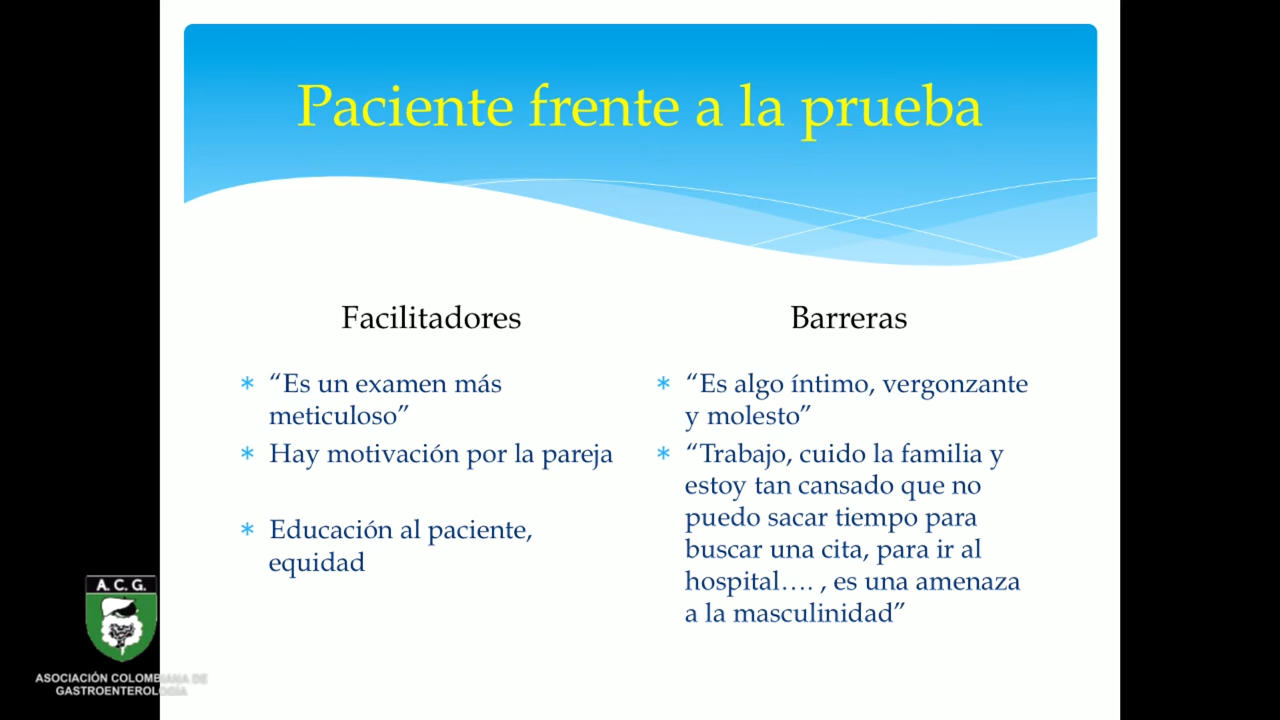 Paciente frente a la prueba
Facilitadores
* “Es un examen más
meticuloso”
* Hay motivación por la pareja
* Educación al paciente,
equidad
Barreras
* “Es algo íntimo, vergonzante
y molesto”
* “Trabajo, cuido la familia y
estoy tan cansado que no
puedo sacar tiempo para
buscar una cita, para ir al
hospital…. , es una amenaza
a la masculinidad”
A. C. G.
ASOCIACIÓN COLOMBIANA DE
GASTROENTEROLOGÍA